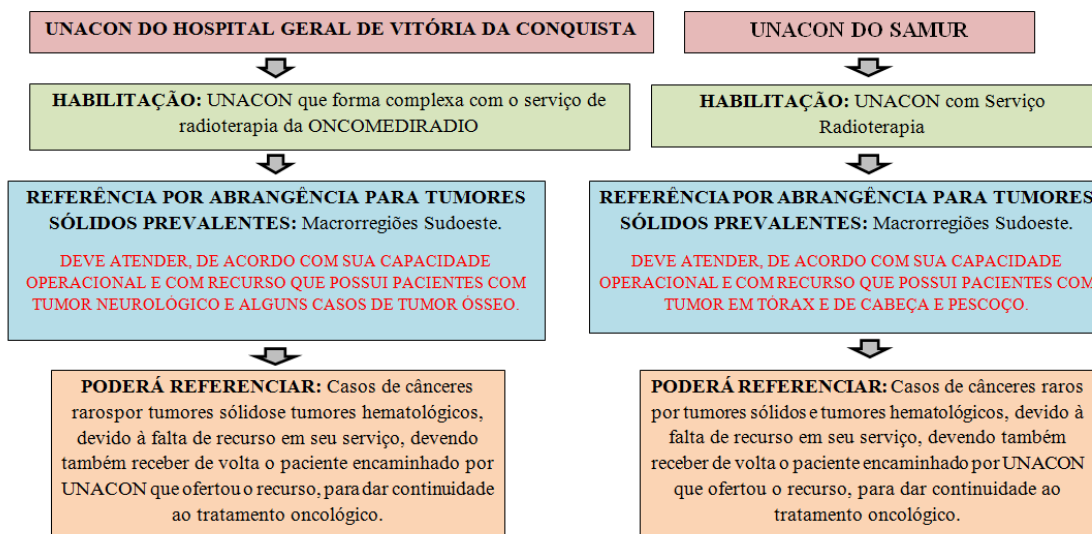 UNACON DO HOSPITAL GERAL DE VITÓRIA DA CONQUISTA
HABILITAÇÃO: UNACON que forma complexa com o serviço de
radioterapia da ONCOMEDIRADIO
REFERÊNCIA POR ABRANGÊNCIA PARA TUMORES
SÓLIDOS PREVALENTES: Macrorregiões Sudoeste.
DEVE ATENDER, DE ACORDO COM SUA CAPACIDADE
OPERACIONAL E COM RECURSO QUE POSSUI PACIENTES COM
TUMOR NEUROLÓGICO E ALGUNS CASOS DE TUMOR ÓSSEO.
PODERÁ REFERENCIAR: Casos de cânceres
rarospor tumores sólidose tumores hematológicos,
devido à falta de recurso em seu serviço, devendo
também receber de volta o paciente encaminhado por
UNACON que ofertou o recurso, para dar continuidade
ao tratamento oncológico.
UNACON DO SAMUR
HABILITAÇÃO: UNACON com Serviço
Radioterapia
REFERÊNCIA POR ABRANGÊNCIA PARA TUMORES
SÓLIDOS PREVALENTES: Macrorregiões Sudoeste.
DEVE ATENDER, DE ACORDO COM SUA CAPACIDADE
OPERACIONAL E COM RECURSO QUE POSSUI PACIENTES COM
TUMOR EM TÓRAX E DE CABEÇA E PESCOÇO.
PODERÁ REFERENCIAR: Casos de cânceres raros
por tumores sólidos e tumores hematológicos, devido à
falta de recurso em seu serviço, devendo também
receber de volta o paciente encaminhado por UNACON
que ofertou o recurso, para dar continuidade ao
tratamento oncológico.